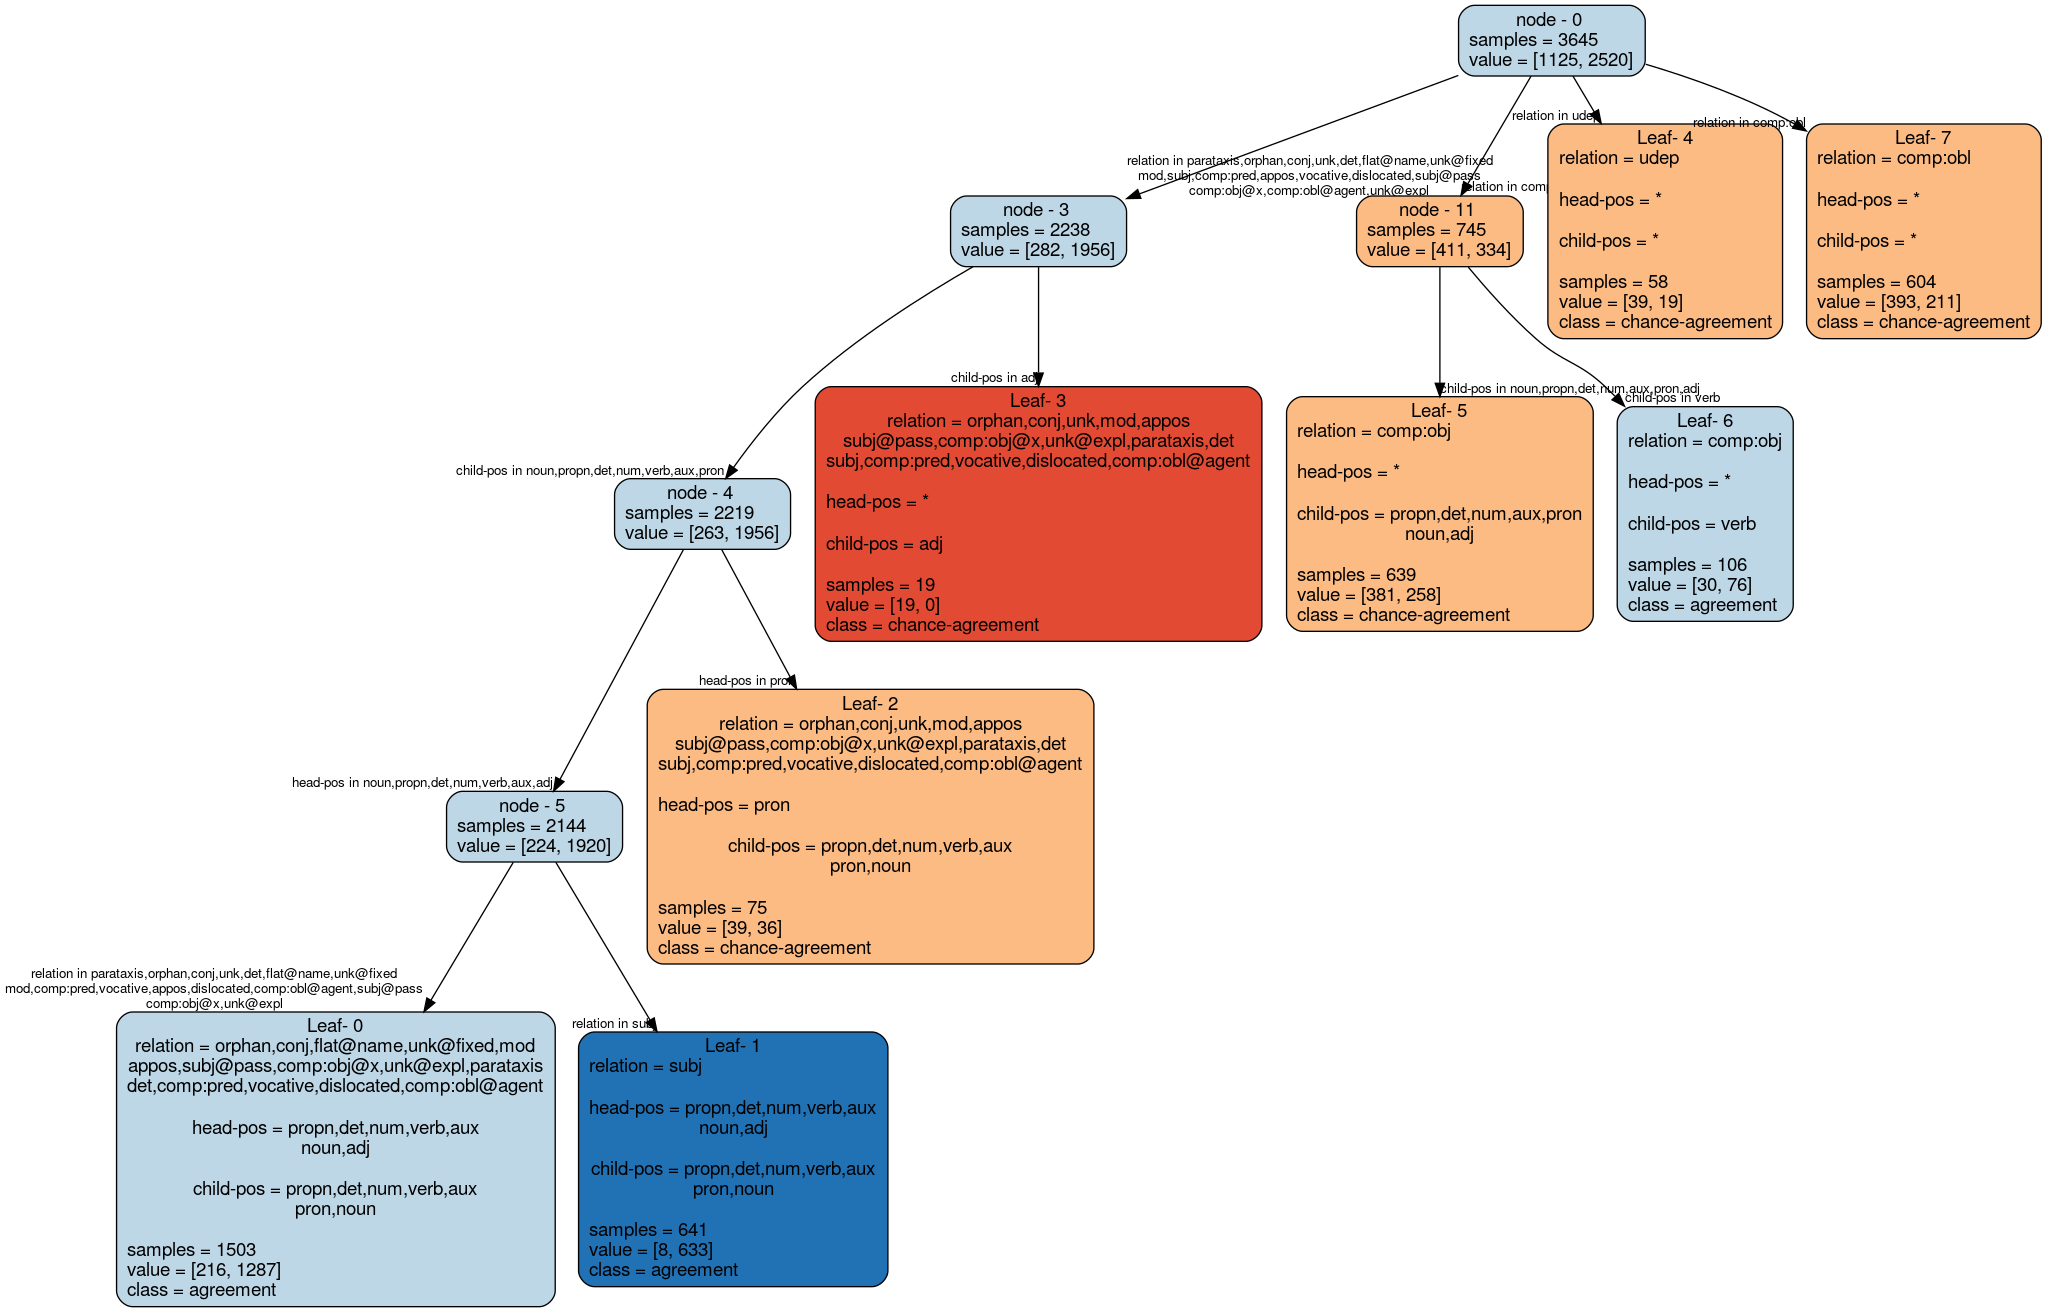 node - 0
samples = 3645
value = [1125, 2520]
relation in parataxis,orphan,conj,unk,det,flat@name,unk@fixed
mod,subj,comp:pred,appos,vocative,dislocated,subj@pass
comp:obj@x,comp:obl@agent,unk@expl
relation in comp
relation in udep
relation in comp:obl
node - 3
samples = 2238
value = [282, 1956]
node - 11
samples = 745
value = [411, 334]
Leaf- 4
relation = udep
head-pos = *
child-pos = *
samples = 58
value = [39, 19]
class = chance-agreement
Leaf- 7
relation = comp:obl
head-pos = *
child-pos = *
samples = 604
value = [393, 211]
class = chance-agreement
child-pos in noun,propn,det,num,verb,aux,pron
child-pos in adj
child-pos in noun,propn,det,num,aux,pron,adj
child-pos in verb
node - 4
samples = 2219
value = [263, 1956]
Leaf- 3
relation = orphan,conj,unk,mod,appos
subj@pass,comp:obj@x,unk@expl,parataxis,det
subj,comp:pred,vocative,dislocated,comp:obl@agent
head-pos = *
child-pos = adj
samples = 19
value = [19, 0]
class = chance-agreement
Leaf- 5
relation = comp:obj
head-pos = *
child-pos = propn,det,num,aux,pron
noun,adj
samples = 639
value = [381, 258]
class = chance-agreement
Leaf- 6
relation = comp:obj
head-pos = *
child-pos = verb
samples = 106
value = [30, 76]
class = agreement
head-pos in noun,propn,det,num,verb,aux,adj
head-pos in pron
node - 5
samples = 2144
value = [224, 1920]
Leaf- 2
relation = orphan,conj,unk,mod,appos
subj@pass,comp:obj@x,unk@expl,parataxis,det
subj,comp:pred,vocative,dislocated,comp:obl@agent
head-pos = pron
child-pos = propn,det,num,verb,aux
pron,noun
samples = 75
value = [39, 36]
class = chance-agreement
relation in parataxis,orphan,conj,unk,det,flat@name,unk@fixed
mod,comp:pred,vocative,appos,dislocated,comp:obl@agent,subj@pass
comp:obj@x,unk@expl
relation in subj
Leaf- 0
relation = orphan,conj,flat@name,unk@fixed,mod
appos,subj@pass,comp:obj@x,unk@expl,parataxis
det,comp:pred,vocative,dislocated,comp:obl@agent
head-pos = propn,det,num,verb,aux
noun,adj
child-pos = propn,det,num,verb,aux
pron,noun
samples = 1503
value = [216, 1287]
class = agreement
Leaf- 1
relation = subj
head-pos = propn,det,num,verb,aux
noun,adj
child-pos = propn,det,num,verb,aux
pron,noun
samples = 641
value = [8, 633]
class = agreement